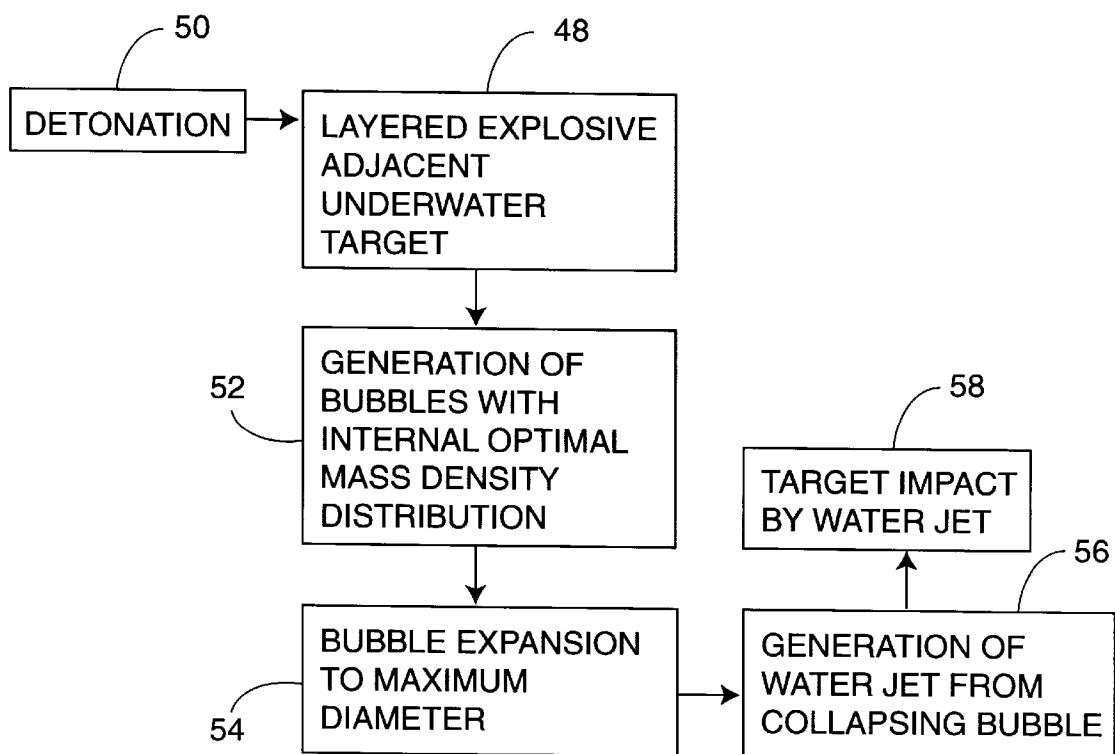 50
DETONATION
48
LAYERED EXPLOSIVE
ADJACENT
UNDERWATER
TARGET
52
GENERATION OF
BUBBLES WITH
INTERNAL OPTIMAL
MASS DENSITY
DISTRIBUTION
54
BUBBLE EXPANSION
TO MAXIMUM
DIAMETER
56
GENERATION OF
WATER JET FROM
COLLAPSING BUBBLE
58
TARGET IMPACT
BY WATER JET